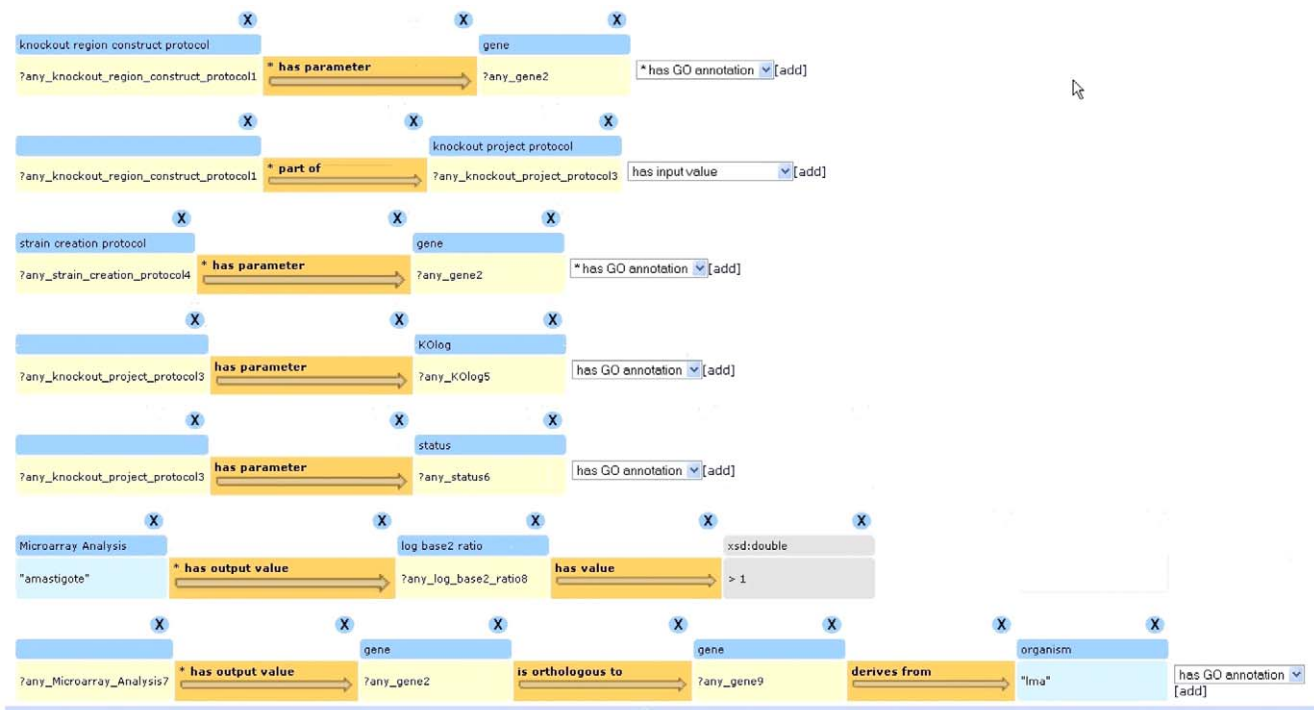 X X X
knockout region construct protocol gene
?any_knockout_region_construct_protocol1 * has parameter ?any_gene2 * has GO annotation [add]
X X X
knockout project protocol
?any_knockout_region_construct_protocol1 * part of ?any_knockout_project_protocol3 has input value [add]
X X X
strain creation protocol gene
?any_strain_creation_protocol4 * has parameter ?any_gene2 * has GO annotation [add]
X X X
KOlog
?any_knockout_project_protocol3 has parameter ?any_KOlog5 has GO annotation [add]
X X X
status
?any_knockout_project_protocol3 has parameter ?any_status6 has GO annotation [add]
X X X X X
Microarray Analysis log base2 ratio xsd:double
"amastigote" * has output value ?any_log_base2_ratio8 has value > 1
X X X X X X X
gene gene organism
?any_Microarray_Analysis7 * has output value ?any_gene2 is orthologous to ?any_gene9 derives from "lma" has GO annotation
[add]